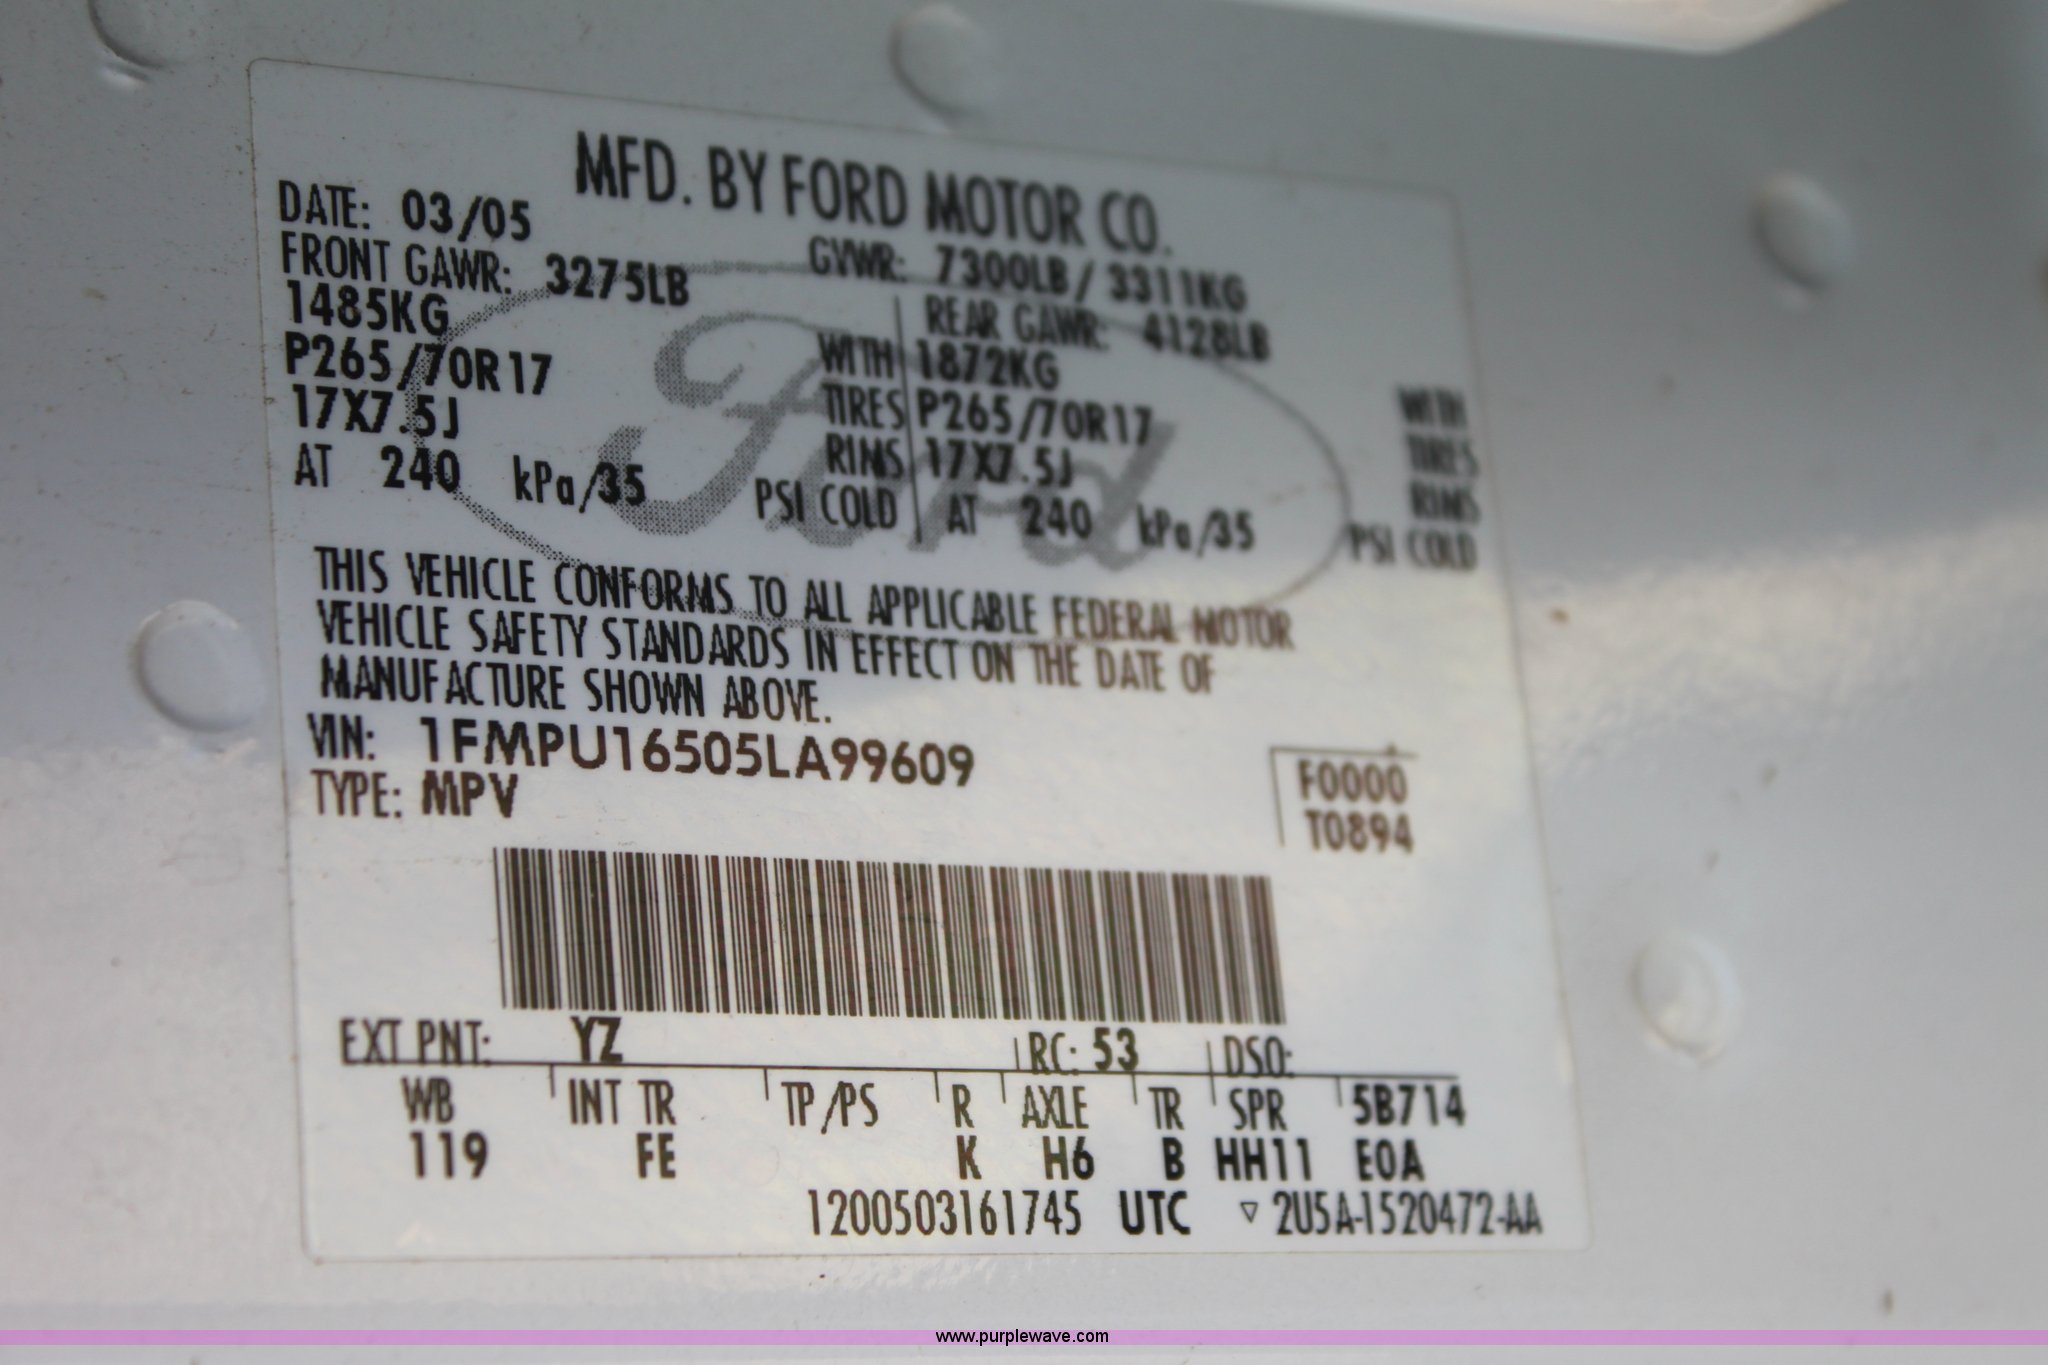 MFD. BY FORD MOTOR CO.
DATE: 03/05
GVWR: 7300LB / 3311KG
FRONT GAWR: 3275LB
REAR GAWR: 4128LB
1485KG WITH
1872KG WITH
P265/70R17 TIRES
P265/70R17 TIRES
17X7.5J RIMS
17X7.5J RIMS
AT 240 kPa/35 PSI COLD
AT 240 kPa/35 PSI COLD
Ford
THIS VEHICLE CONFORMS TO ALL APPLICABLE FEDERAL MOTOR
VEHICLE SAFETY STANDARDS IN EFFECT ON THE DATE OF
MANUFACTURE SHOWN ABOVE.
VIN: 1FMPU16505LA99609
TYPE: MPV
F0000
T0894
EXT PNT: YZ RC: 53 DSO:
WB INT TR TP/PS R AXLE TR SPR 5B714
119 FE K H6 B HH11 E0A
1200503161745 UTC ▽ 2U5A-1520472-AA
www.purplewave.com